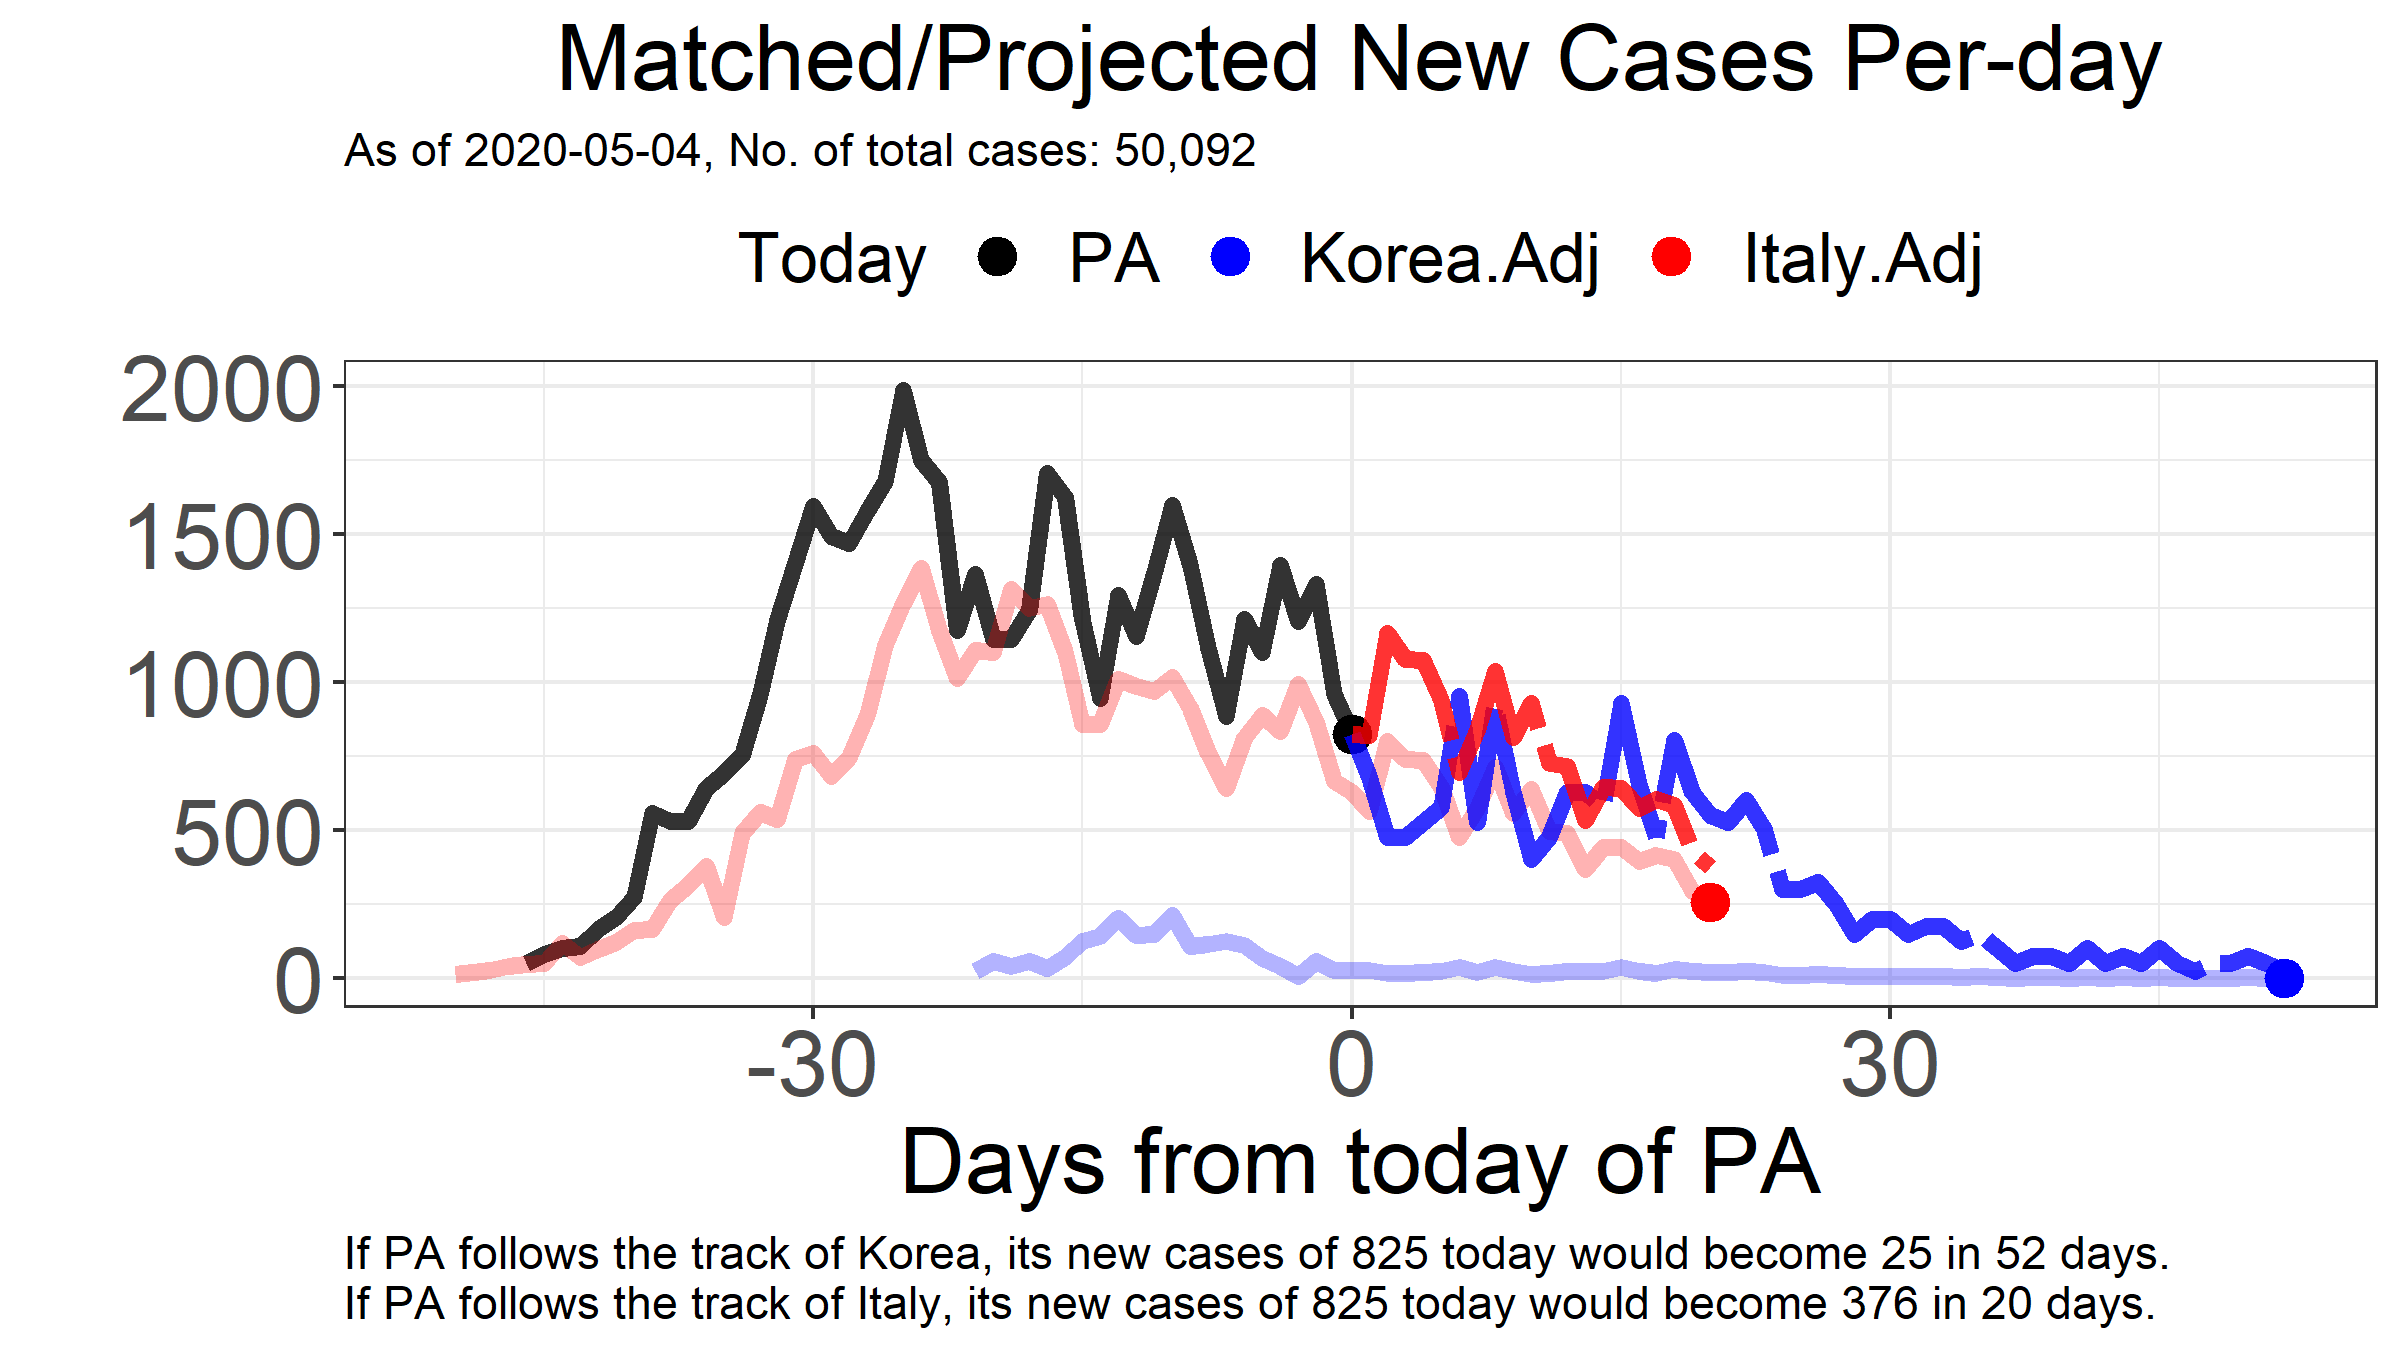 Matched/Projected New Cases Per-day
As of 2020-05-04, No. of total cases: 50,092
Today PA Korea.Adj Italy.Adj
2000
1500
1000
500
0
-30 0 30
Days from today of PA
If PA follows the track of Korea, its new cases of 825 today would become 25 in 52 days.
If PA follows the track of Italy, its new cases of 825 today would become 376 in 20 days.